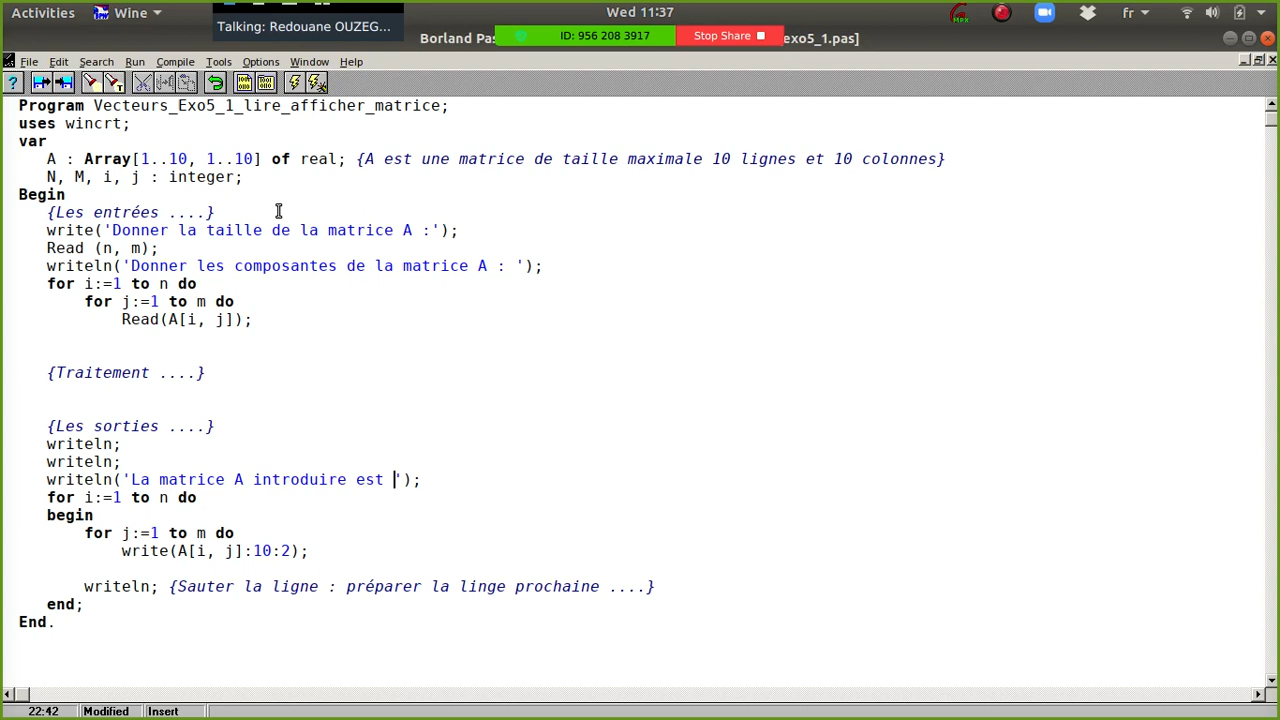 Activities Wine Wed 11:37 fr
Talking: Redouane OUZEG...
Borland Pas ID: 956 208 3917 Stop Share exo5_1.pas]
File Edit Search Run Compile Tools Options Window Help
Program Vecteurs_Exo5_1_lire_afficher_matrice;
uses wincrt;
var
A : Array[1..10, 1..10] of real; {A est une matrice de taille maximale 10 lignes et 10 colonnes}
N, M, i, j : integer;
Begin
{Les entrées ....}
write('Donner la taille de la matrice A :');
Read (n, m);
writeln('Donner les composantes de la matrice A : ');
for i:=1 to n do
for j:=1 to m do
Read(A[i, j]);
{Traitement ....}
{Les sorties ....}
writeln;
writeln;
writeln('La matrice A introduire est ');
for i:=1 to n do
begin
for j:=1 to m do
write(A[i, j]:10:2);
writeln; {Sauter la ligne : préparer la linge prochaine ....}
end;
End.
22:42 Modified Insert